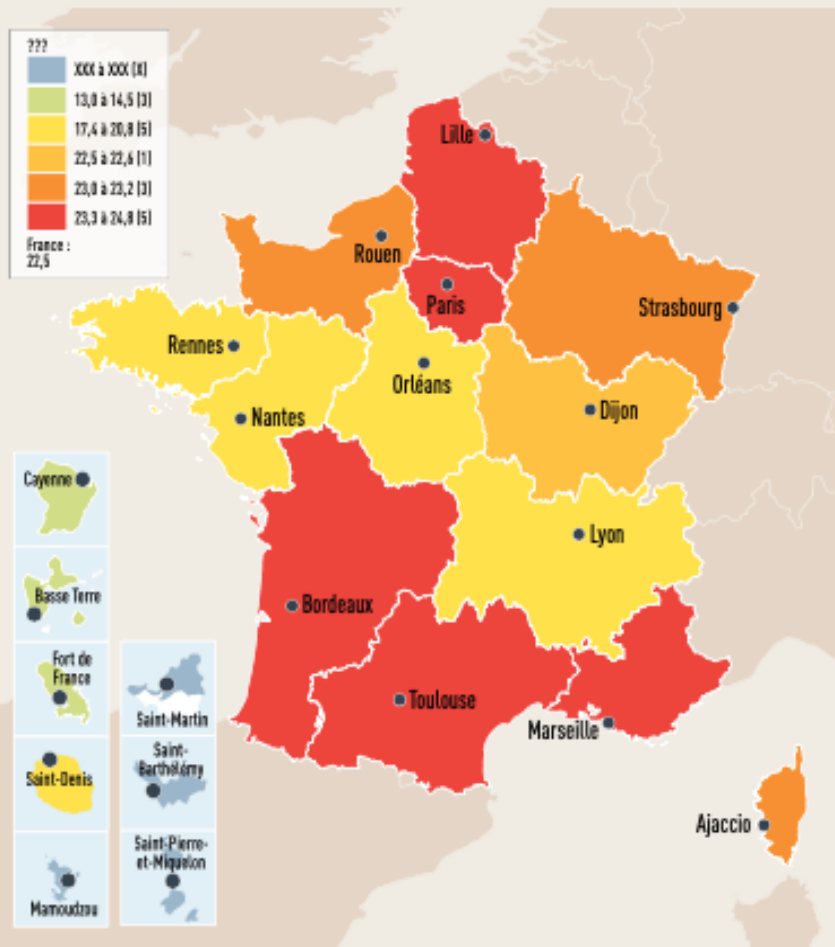 ???
XXX à XXX (X)
13,0 à 14,5 (3)
17,4 à 20,8 (5)
22,5 à 22,6 (1)
23,0 à 23,2 (3)
23,3 à 24,8 (5)
France :
22,5
Lille
Rouen
Paris
Strasbourg
Rennes
Orléans
Nantes
Dijon
Cayenne
Lyon
Basse Terre
Bordeaux
Fort de
France
Saint-Martin
Toulouse
Marseille
Saint-Denis
Saint-
Barthélémy
Ajaccio
Saint-Pierre-
et-Miquelon
Mamoudzou